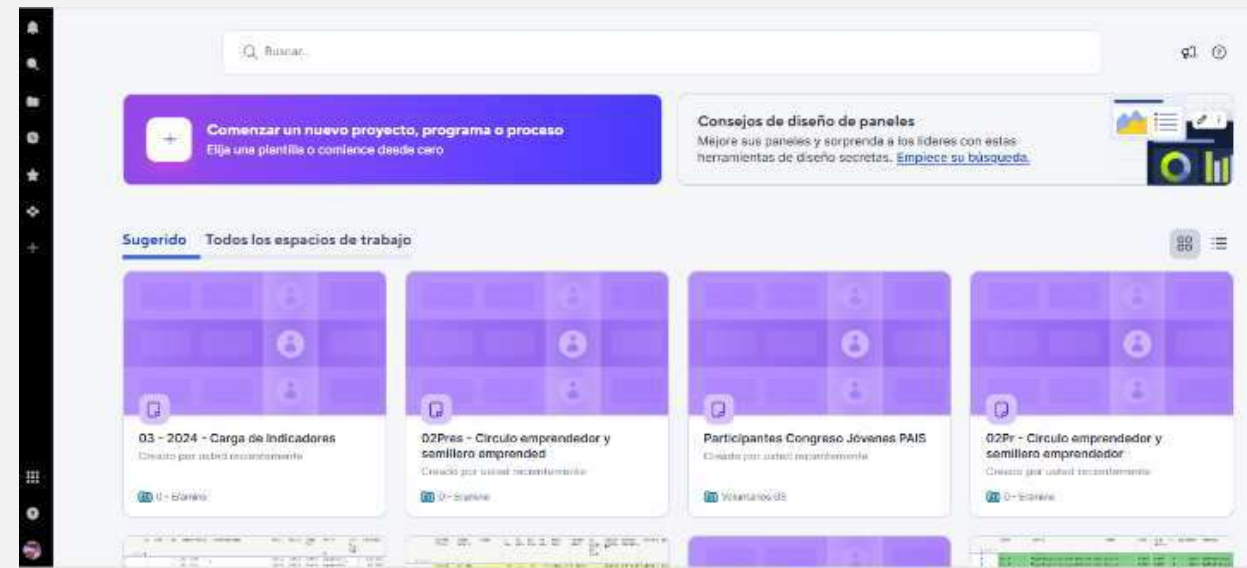 Buscar...
Comenzar un nuevo proyecto, programa o proceso
Elija una plantilla o comience desde cero
Consejos de diseño de paneles
Mejore sus paneles y sorprenda a los líderes con estas
herramientas de diseño secretas. Empiece su búsqueda.
Sugerido Todos los espacios de trabajo
03 - 2024 - Carga de Indicadores
Creado por usted recientemente
02Pres - Circulo emprendedor y
semillero emprended
Creado por usted recientemente
0 -
Participantes Congreso Jóvenes PAIS
Creado por usted recientemente
Voluntarios
02Pr - Circulo emprendedor y
semillero emprendedor
Creado por usted recientemente
0 -